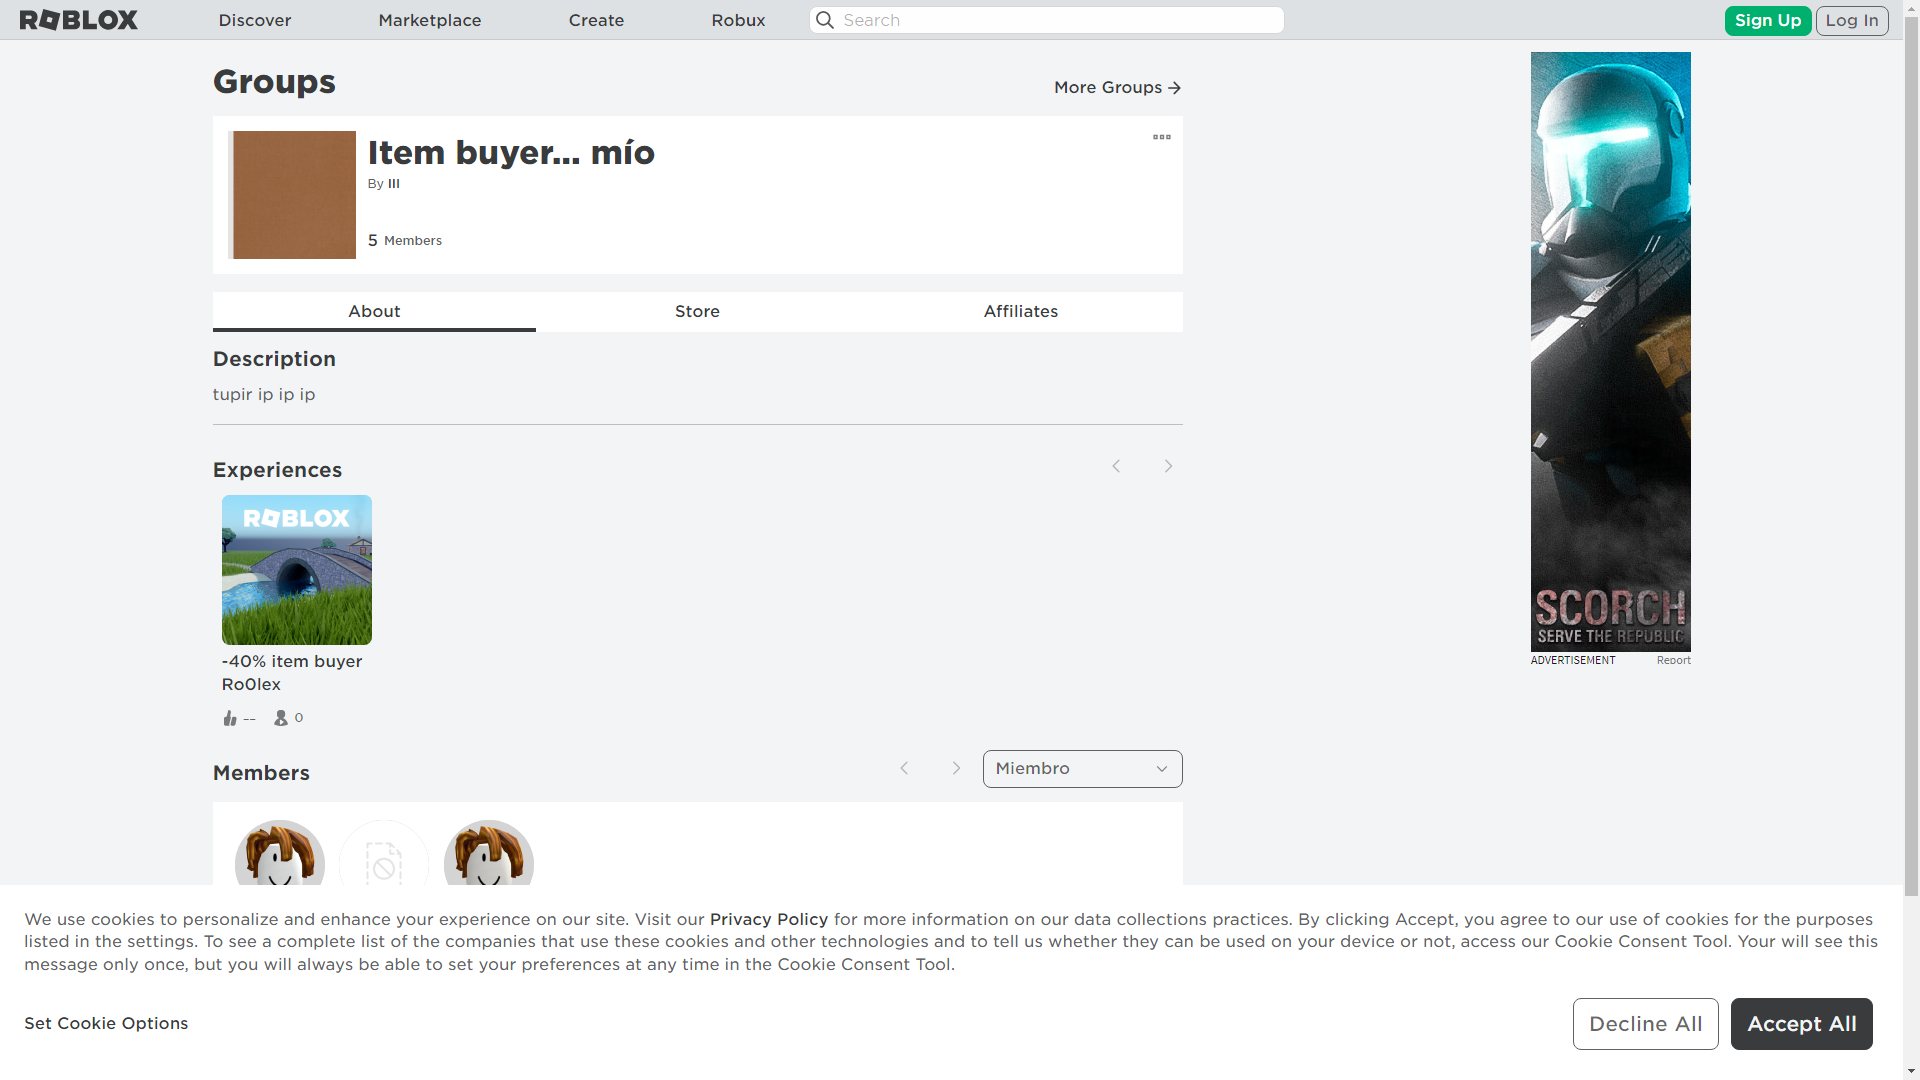 ROBLOX
Discover
Marketplace
Create
Robux
Search
Sign Up
Log In
Groups
More Groups
Item buyer... mío
By III
5 Members
About
Store
Affiliates
Description
tupir ip ip ip
Experiences
ROBLOX
-40% item buyer
Ro0lex
--
0
Members
Miembro
SCORCH
SERVE THE REPUBLIC
ADVERTISEMENT
Report
We use cookies to personalize and enhance your experience on our site. Visit our Privacy Policy for more information on our data collections practices. By clicking Accept, you agree to our use of cookies for the purposes
listed in the settings. To see a complete list of the companies that use these cookies and other technologies and to tell us whether they can be used on your device or not, access our Cookie Consent Tool. Your will see this
message only once, but you will always be able to set your preferences at any time in the Cookie Consent Tool.
Set Cookie Options
Decline All
Accept All